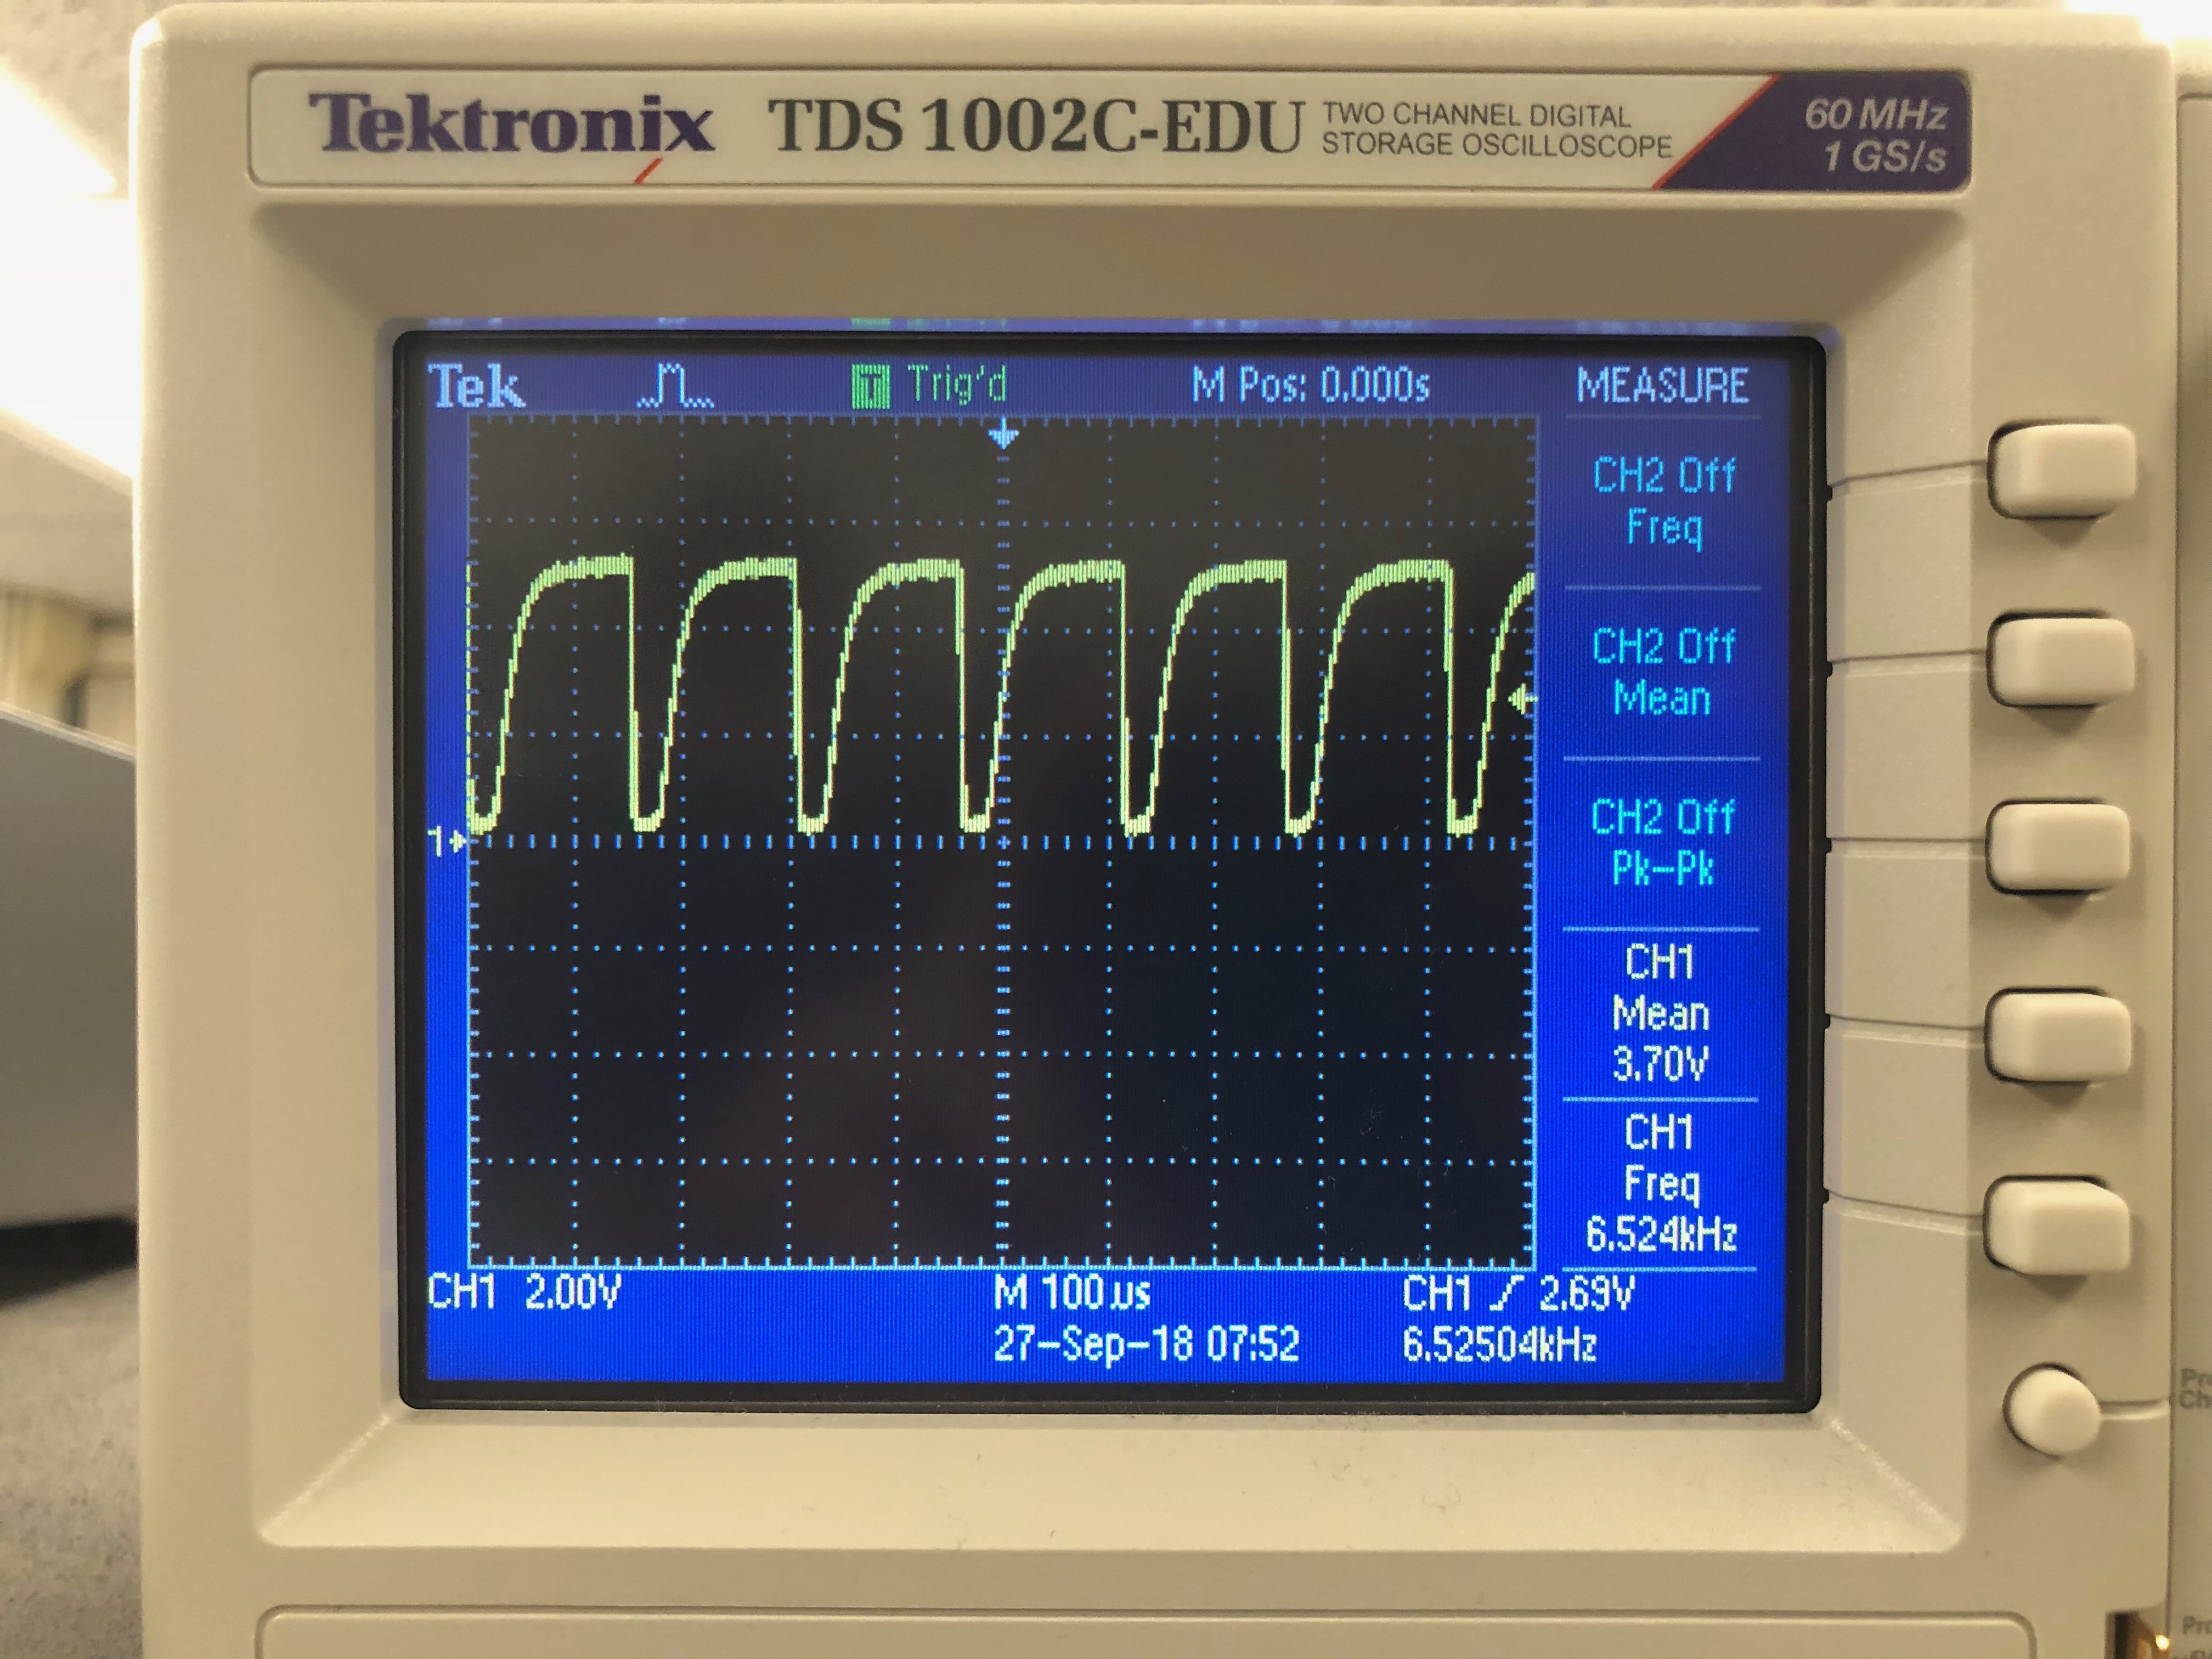 Tektronix TDS 1002C-EDU TWO CHANNEL DIGITAL STORAGE OSCILLOSCOPE
60 MHz
1 GS/s
Tek T Trig'd M Pos: 0.000s MEASURE
CH2 Off
Freq
CH2 Off
Mean
CH2 Off
Pk-Pk
1
CH1
Mean
3.70V
CH1
Freq
6.524kHz
CH1 2.00V M 100µs CH1 2.69V
27-Sep-18 07:52 6.52504kHz